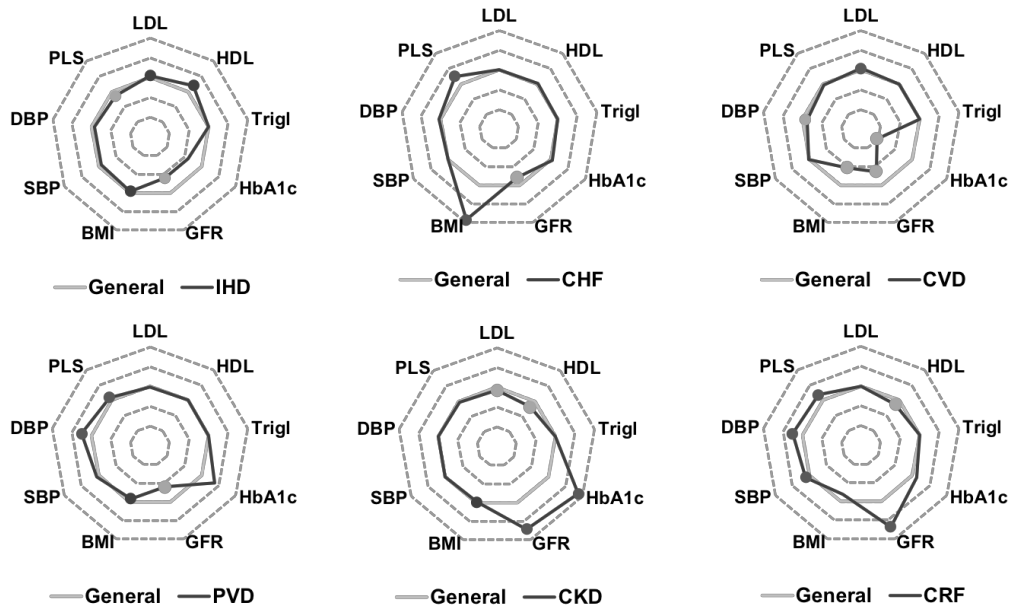 LDL
PLS HDL
DBP Trigl
SBP HbA1c
BMI GFR
General IHD
LDL
PLS HDL
DBP Trigl
SBP HbA1c
BMI GFR
General CHF
LDL
PLS HDL
DBP Trigl
SBP HbA1c
BMI GFR
General CVD
LDL
PLS HDL
DBP Trigl
SBP HbA1c
BMI GFR
General PVD
LDL
PLS HDL
DBP Trigl
SBP HbA1c
BMI GFR
General CKD
LDL
PLS HDL
DBP Trigl
SBP HbA1c
BMI GFR
General CRF